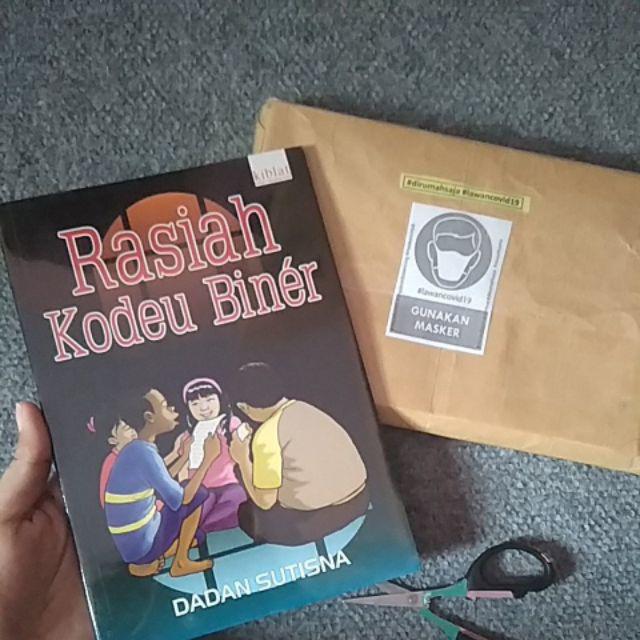 kiblat
Rasiah
Kodeu Binér
DADAN SUTISNA
#dirumahsaja #lawancovid19
#lawancovid19
GUNAKAN
MASKER